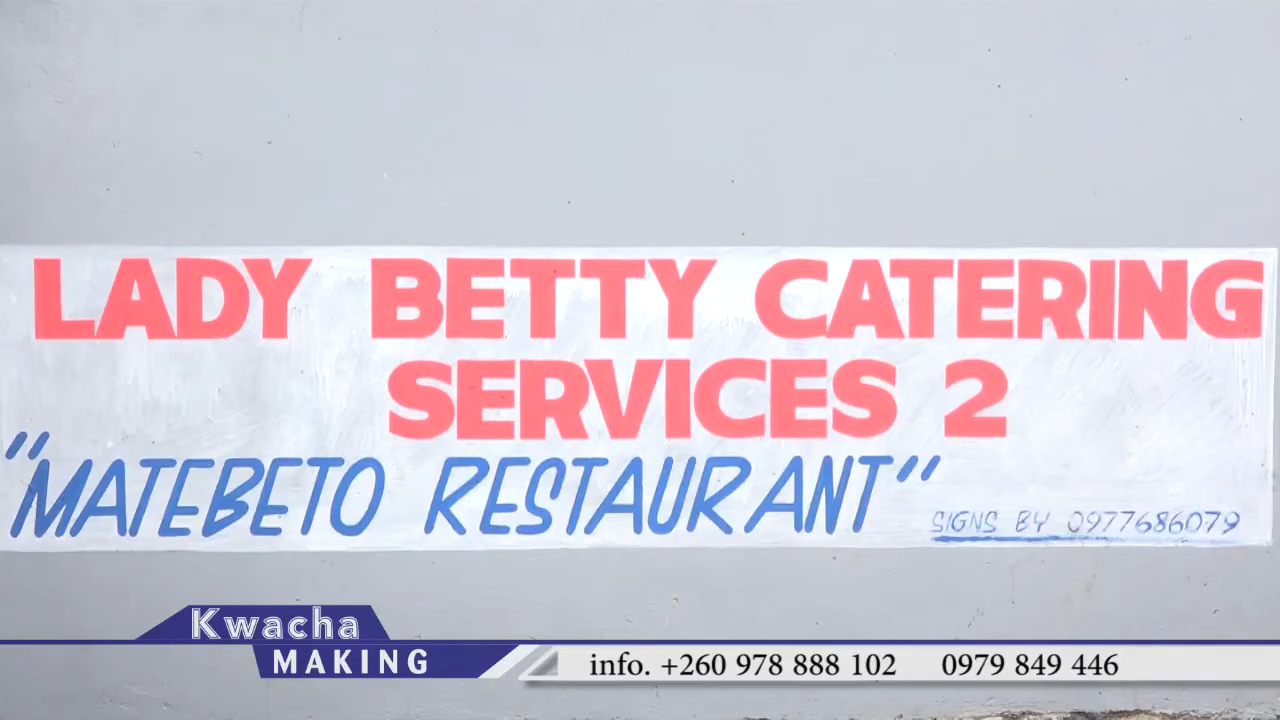 LADY BETTY CATERING
SERVICES 2
"MATEBETO RESTAURANT"
SIGNS BY 0977686079
Kwacha
MAKING
info. +260 978 888 102 0979 849 446